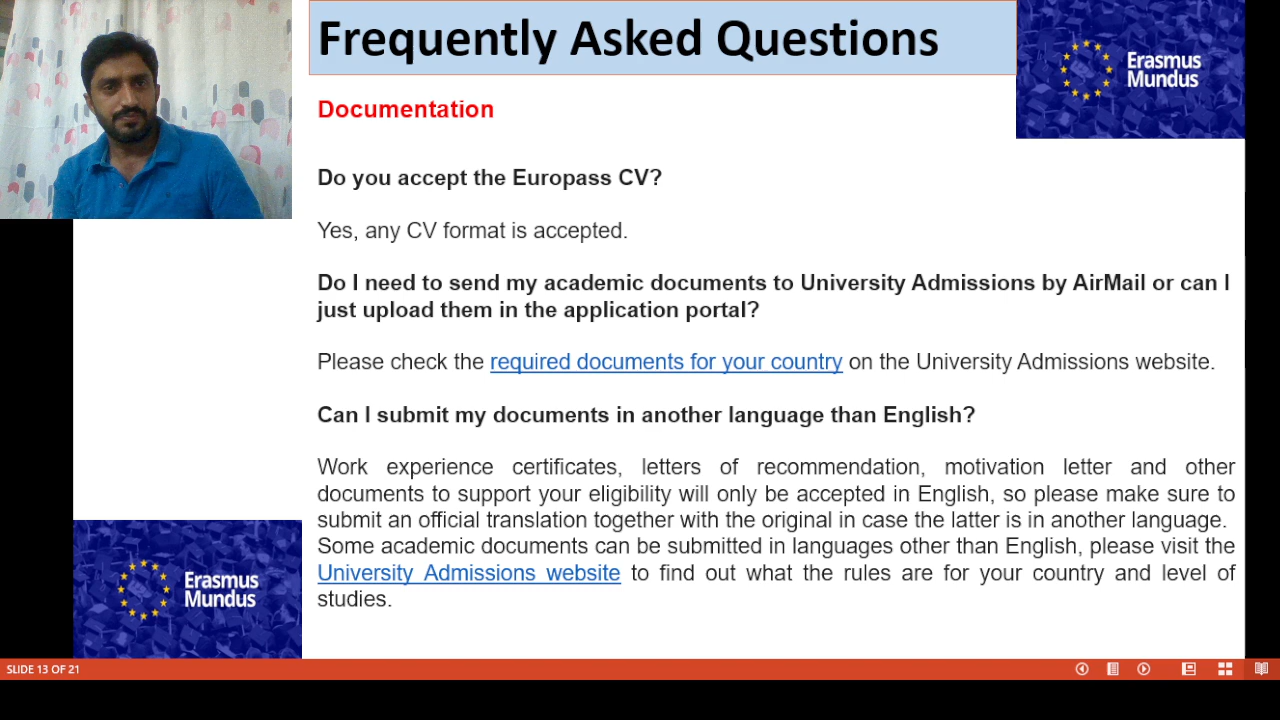 Frequently Asked Questions
Erasmus
Mundus
Documentation
Do you accept the Europass CV?
Yes, any CV format is accepted.
Do I need to send my academic documents to University Admissions by AirMail or can I
just upload them in the application portal?
Please check the required documents for your country on the University Admissions website.
Can I submit my documents in another language than English?
Work experience certificates, letters of recommendation, motivation letter and other
documents to support your eligibility will only be accepted in English, so please make sure to
submit an official translation together with the original in case the latter is in another language.
Some academic documents can be submitted in languages other than English, please visit the
University Admissions website to find out what the rules are for your country and level of
studies.
Erasmus
Mundus
SLIDE 13 OF 21